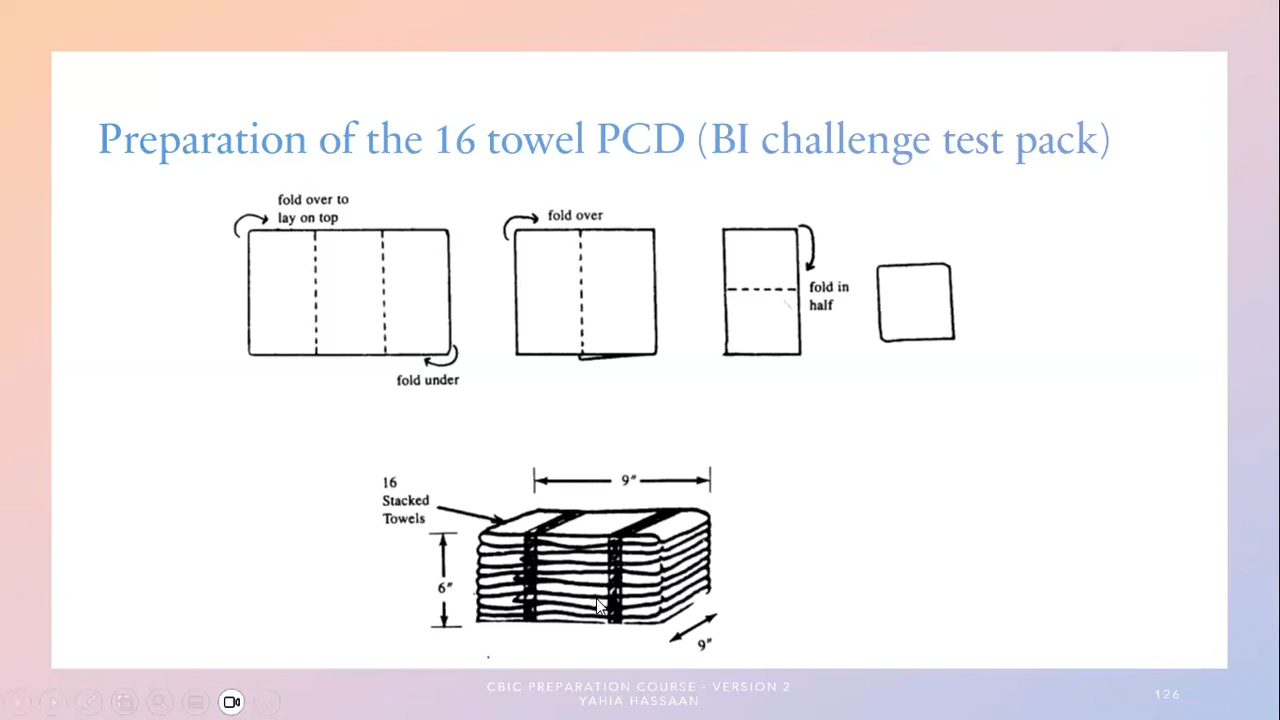 Preparation of the 16 towel PCD (BI challenge test pack)
fold over to
lay on top
fold under
fold over
fold in
half
16
Stacked
Towels
9"
6"
9"
CBIC PREPARATION COURSE - VERSION 2
YAHIA HASSAAN
126